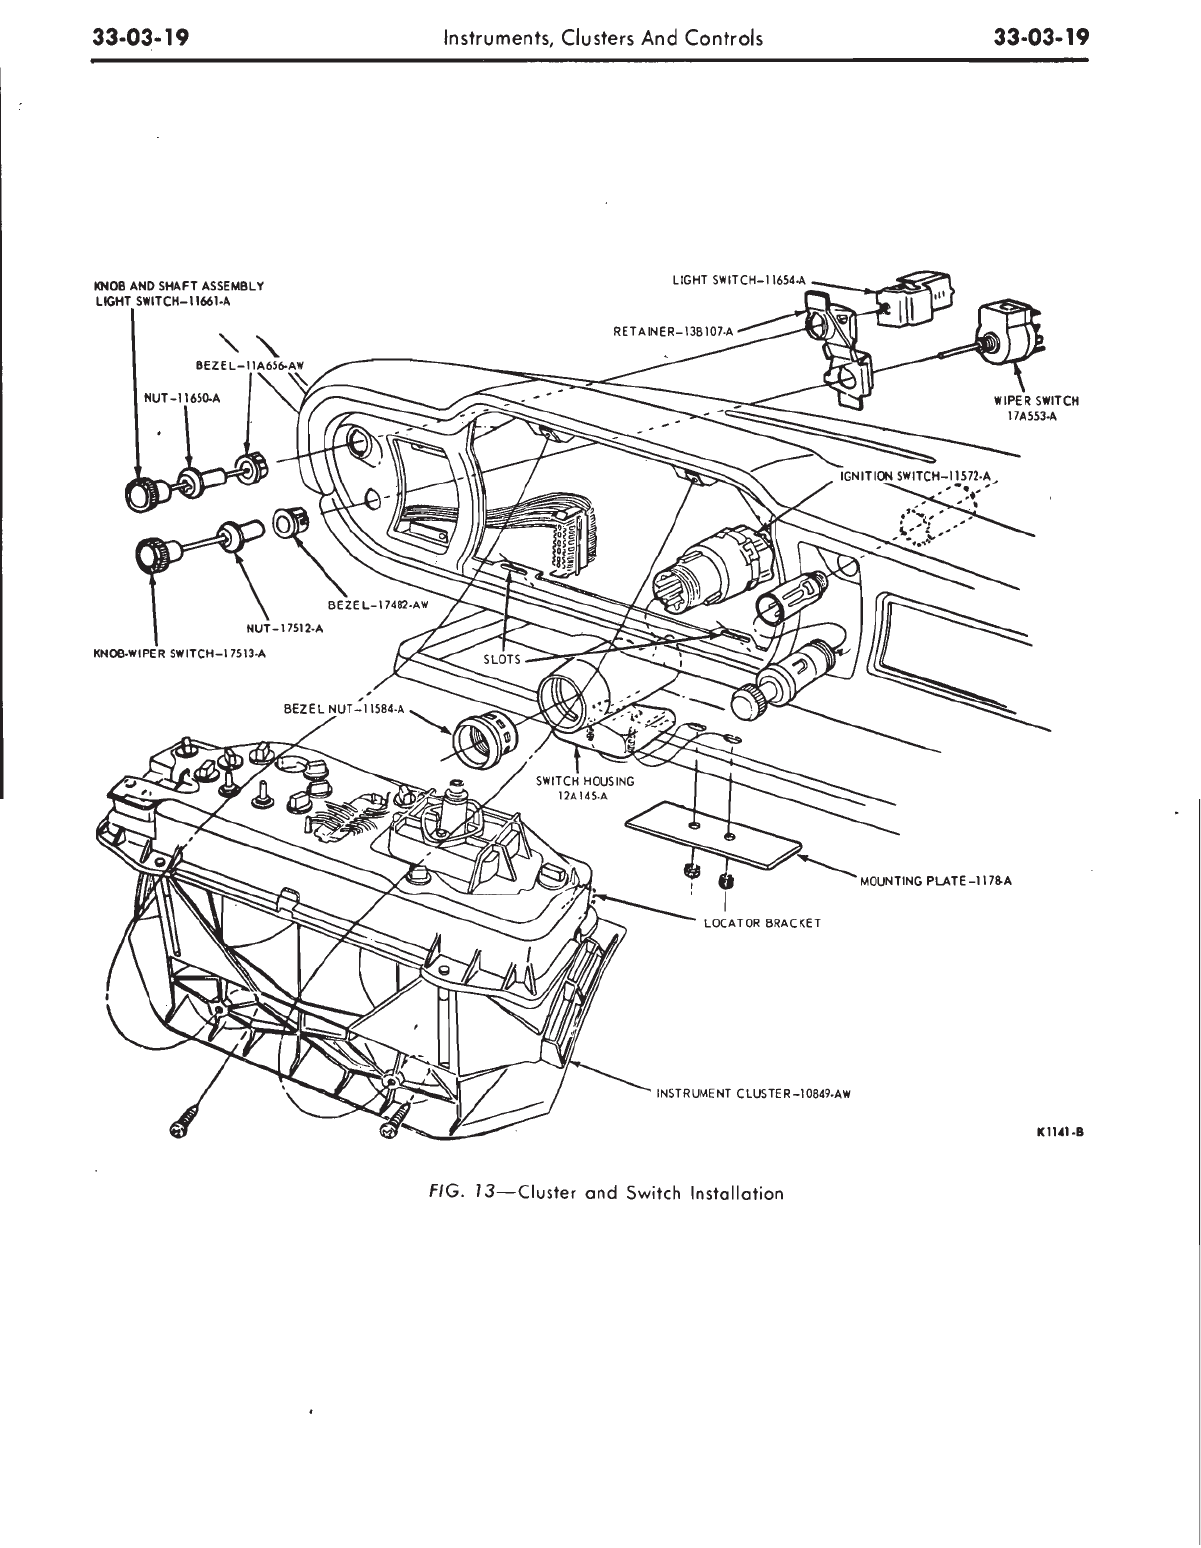 33-03-19 Instruments, Clusters And Controls 33-03-19
LIGHT SWITCH-11654-A
KNOB AND SHAFT ASSEMBLY
LIGHT SWITCH-11661-A
RETAINER-13B107-A
BEZEL-11A656-AW
NUT-11650-A
WIPER SWITCH
17A553-A
IGNITION SWITCH-11572-A
BEZEL-17482-AW
NUT-17512-A
KNOB-WIPER SWITCH-17513-A
SLOTS
BEZEL NUT-11584-A
SWITCH HOUSING
12A145-A
MOUNTING PLATE-1178-A
LOCATOR BRACKET
INSTRUMENT CLUSTER-10849-AW
K1141-B
FIG. 13—Cluster and Switch Installation